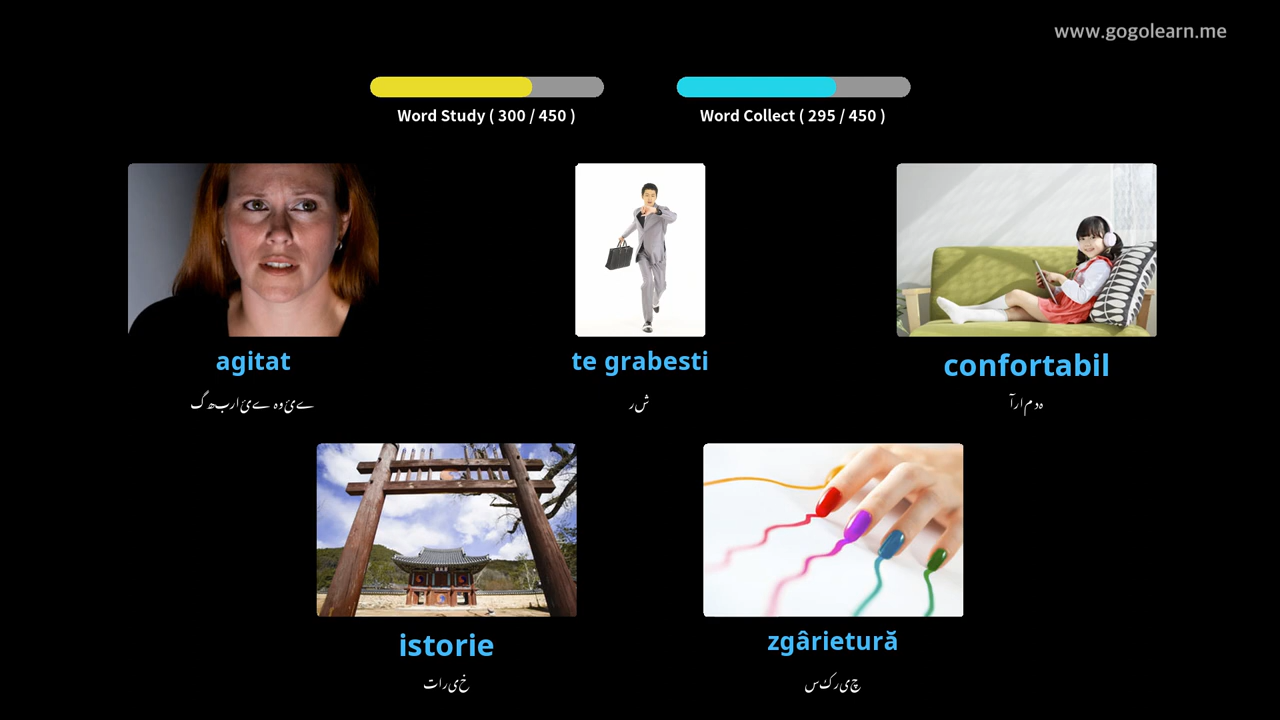 www.gogolearn.me
Word Study ( 300 / 450 )
Word Collect ( 295 / 450 )
agitat
گھبرائے ہوئے
te grabesti
رش
confortabil
آرام دہ
istorie
تاریخ
zgârietură
سکریچ